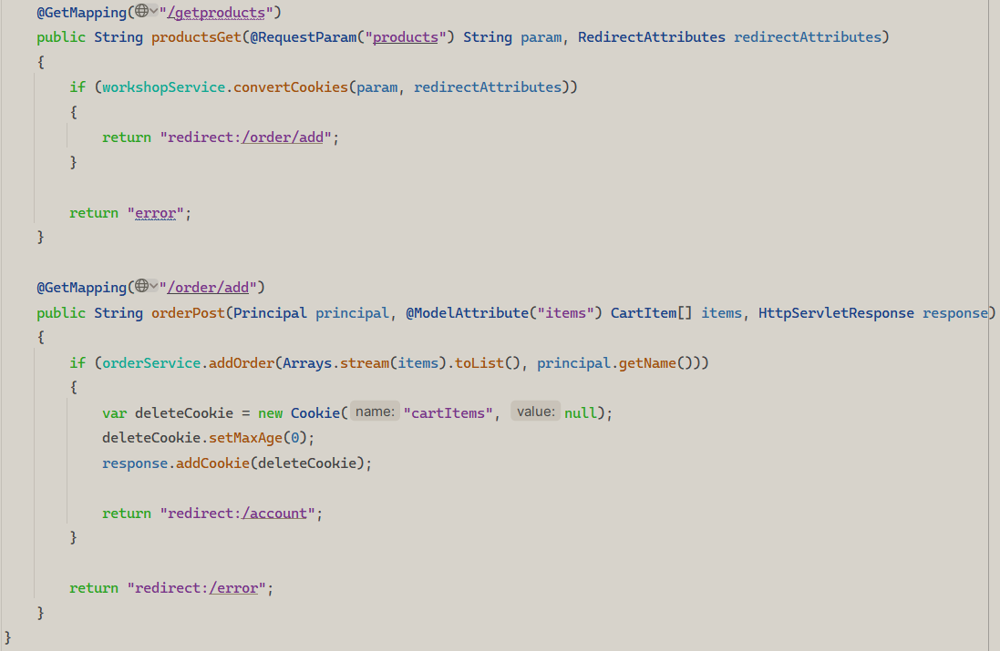 @GetMapping("/getproducts")
public String productsGet(@RequestParam("products") String param, RedirectAttributes redirectAttributes)
{
if (workshopService.convertCookies(param, redirectAttributes))
{
return "redirect:/order/add";
}
return "error";
}
@GetMapping("/order/add")
public String orderPost(Principal principal, @ModelAttribute("items") CartItem[] items, HttpServletResponse response)
{
if (orderService.addOrder(Arrays.stream(items).toList(), principal.getName()))
{
var deleteCookie = new Cookie( name: "cartItems", value: null);
deleteCookie.setMaxAge(0);
response.addCookie(deleteCookie);
return "redirect:/account";
}
return "redirect:/error";
}
}